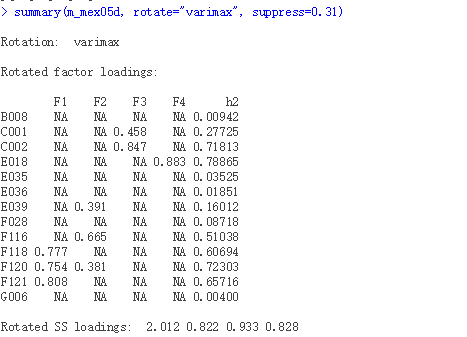 > summary(m_mex05d, rotate="varimax", suppress=0.31)
Rotation:  varimax
Rotated factor loadings:
        F1    F2    F3    F4      h2
B008    NA    NA    NA    NA 0.00942
C001    NA    NA 0.458    NA 0.27725
C002    NA    NA 0.847    NA 0.71813
E018    NA    NA    NA 0.883 0.78865
E035    NA    NA    NA    NA 0.03525
E036    NA    NA    NA    NA 0.01851
E039    NA 0.391    NA    NA 0.16012
F028    NA    NA    NA    NA 0.08718
F116    NA 0.665    NA    NA 0.51038
F118 0.777    NA    NA    NA 0.60694
F120 0.754 0.381    NA    NA 0.72303
F121 0.808    NA    NA    NA 0.65716
G006    NA    NA    NA    NA 0.00400
Rotated SS loadings:  2.012 0.822 0.933 0.828